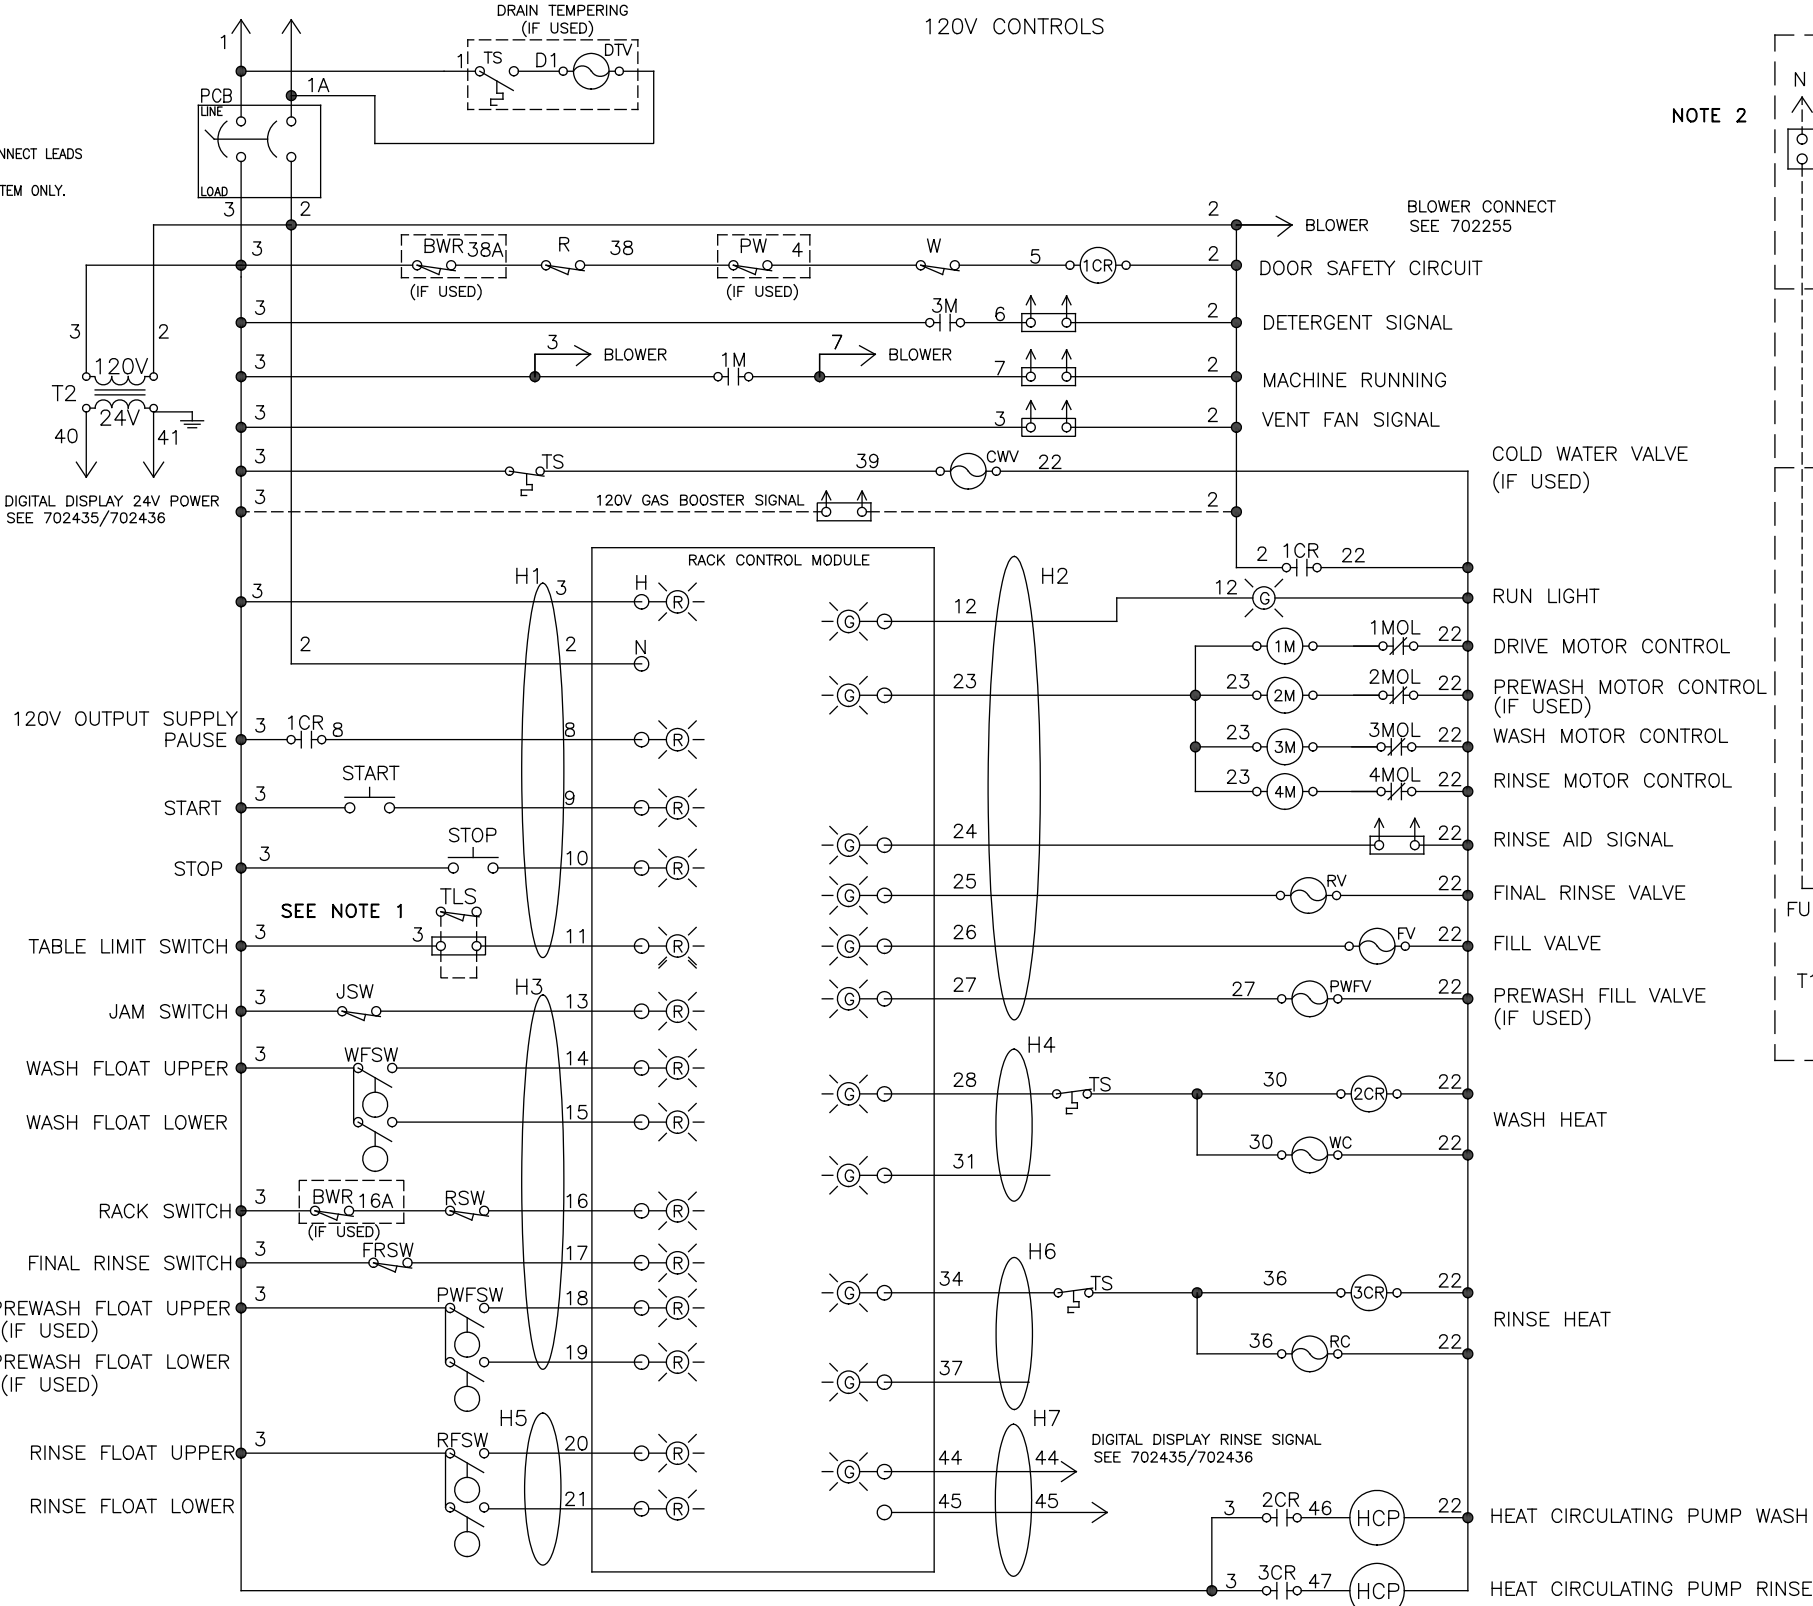 DRAIN TEMPERING
(IF USED)
120V CONTROLS
1
1 TS D1 DTV
1A
N
PCB
LINE
NOTE 2
NNECT LEADS
TEM ONLY.
LOAD
3 2
2 BLOWER
BLOWER CONNECT
SEE 702255
3 BWR 38A R 38 PW 4 W 5 1CR 2 DOOR SAFETY CIRCUIT
(IF USED) (IF USED)
3 3M 6 2 DETERGENT SIGNAL
3 2
3 3 BLOWER 1M 7 BLOWER 7 2 MACHINE RUNNING
120V
T2
24V
40 41
3 3 2 VENT FAN SIGNAL
3 TS 39 CWV 22 COLD WATER VALVE
(IF USED)
DIGITAL DISPLAY 24V POWER
SEE 702435/702436
3 120V GAS BOOSTER SIGNAL 2
RACK CONTROL MODULE
2 1CR 22
H1 H2
3 3 H R
12 G 12 G RUN LIGHT
2 2 N
1M 1MOL 22 DRIVE MOTOR CONTROL
G 23 23 2M 2MOL 22 PREWASH MOTOR CONTROL
(IF USED)
120V OUTPUT SUPPLY
PAUSE 3 1CR 8 8 R
23 3M 3MOL 22 WASH MOTOR CONTROL
23 4M 4MOL 22 RINSE MOTOR CONTROL
START
START 3 9 R
STOP
STOP 3 10 R
G 24 22 RINSE AID SIGNAL
G 25 RV 22 FINAL RINSE VALVE
SEE NOTE 1 TLS
FU
TABLE LIMIT SWITCH 3 3 11 R
G 26 FV 22 FILL VALVE
T1
H3
JAM SWITCH 3 JSW 13 R
G 27 27 PWFV 22 PREWASH FILL VALVE
(IF USED)
WASH FLOAT UPPER 3 WFSW 14 R
H4
G 28 TS 30 2CR 22
WASH HEAT
WASH FLOAT LOWER 15 R
30 WC 22
G 31
RACK SWITCH 3 BWR 16A RSW 16 R
(IF USED)
FINAL RINSE SWITCH 3 FRSW 17 R
H6
G 34 TS 36 3CR 22
RINSE HEAT
PREWASH FLOAT UPPER 3 PWFSW 18 R
(IF USED)
36 RC 22
PREWASH FLOAT LOWER 19 R
(IF USED)
G 37
H5 H7
RINSE FLOAT UPPER 3 RFSW 20 R
DIGITAL DISPLAY RINSE SIGNAL
SEE 702435/702436
G 44 44
RINSE FLOAT LOWER 21 R
45 45
3 2CR 46 HCP 22 HEAT CIRCULATING PUMP WASH
3 3CR 47 HCP HEAT CIRCULATING PUMP RINSE